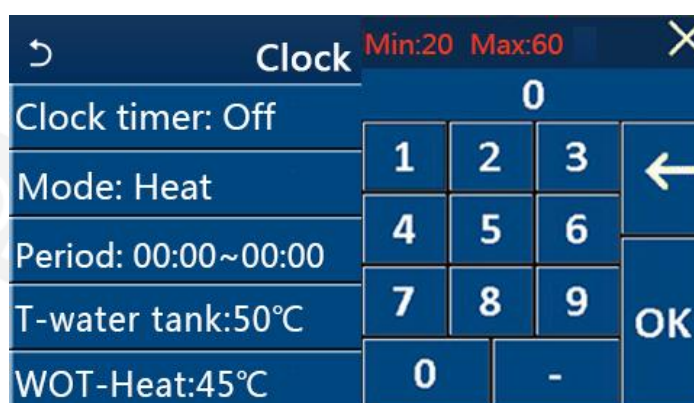 Clock
Clock timer: Off
Mode: Heat
Period: 00:00~00:00
T-water tank:50℃
WOT-Heat:45℃
Min:20 Max:60
0
1 2 3
4 5 6
7 8 9
OK
0 -